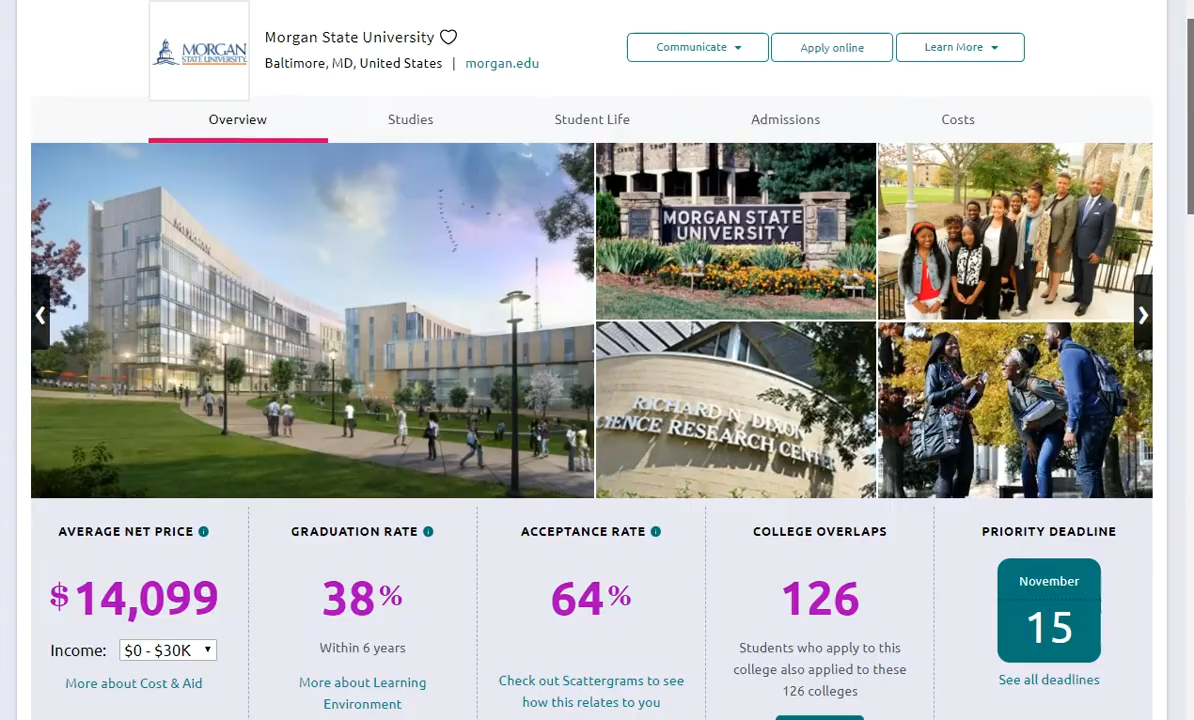 MORGAN
STATE UNIVERSITY
Morgan State University
Baltimore, MD, United States | morgan.edu
Communicate
Apply online
Learn More
Overview
Studies
Student Life
Admissions
Costs
MORGAN STATE
UNIVERSITY
RICHARD N. DIXON
SCIENCE RESEARCH CENTER
AVERAGE NET PRICE
$14,099
Income: $0 - $30K
More about Cost & Aid
GRADUATION RATE
38%
Within 6 years
More about Learning
Environment
ACCEPTANCE RATE
64%
Check out Scattergrams to see
how this relates to you
COLLEGE OVERLAPS
126
Students who apply to this
college also applied to these
126 colleges
PRIORITY DEADLINE
November
15
See all deadlines